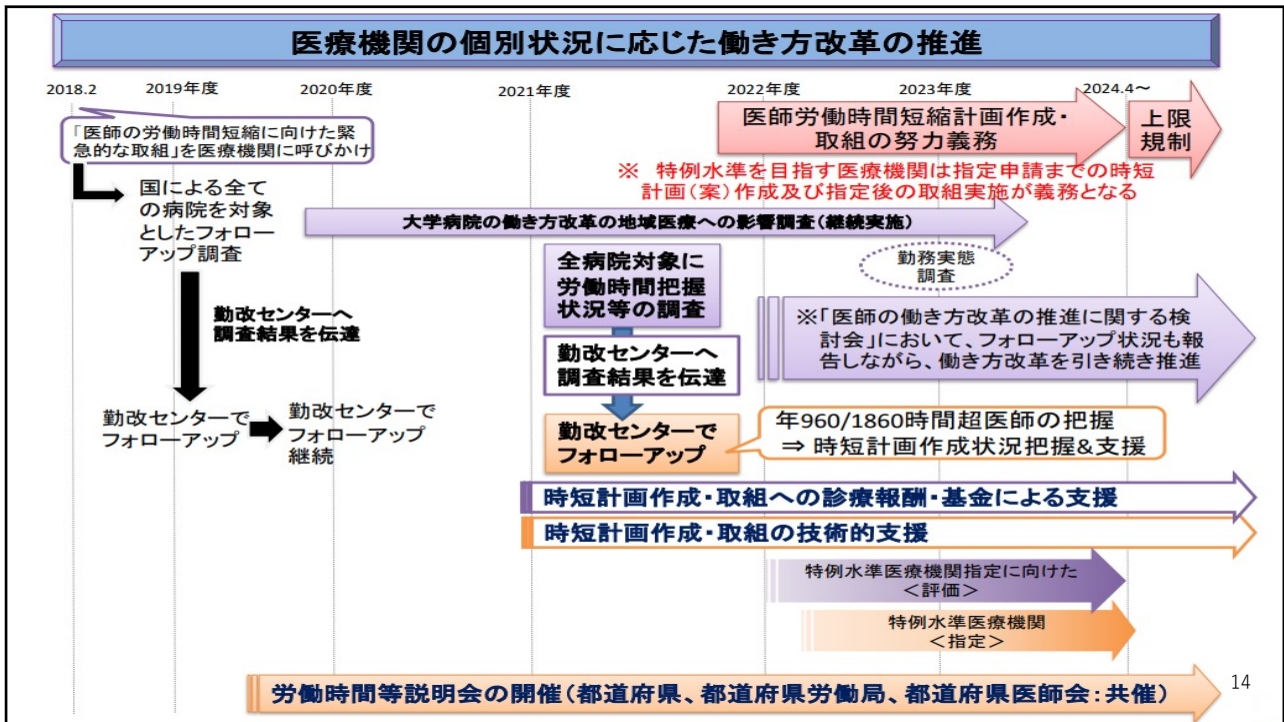 医療機関の個別状況に応じた働き方改革の推進
2018.2
2019年度
2020年度
2021年度
2022年度
2023年度
2024.4～
「医師の労働時間短縮に向けた緊
急的な取組」を医療機関に呼びかけ
医師労働時間短縮計画作成・
取組の努力義務
上限
規制
※ 特例水準を目指す医療機関は指定申請までの時短
計画(案)作成及び指定後の取組実施が義務となる
国による全て
の病院を対象
としたフォロー
アップ調査
大学病院の働き方改革の地域医療への影響調査(継続実施)
全病院対象に
労働時間把握
状況等の調査
勤務実態
調査
勤改センターへ
調査結果を伝達
※「医師の働き方改革の推進に関する検
討会」において、フォローアップ状況も報
告しながら、働き方改革を引き続き推進
勤改センターへ
調査結果を伝達
勤改センターで
フォローアップ
勤改センターで
フォローアップ
継続
勤改センターで
フォローアップ
年960/1860時間超医師の把握
⇒ 時短計画作成状況把握&支援
時短計画作成・取組への診療報酬・基金による支援
時短計画作成・取組の技術的支援
特例水準医療機関指定に向けた
＜評価＞
特例水準医療機関
＜指定＞
労働時間等説明会の開催(都道府県、都道府県労働局、都道府県医師会：共催)
14